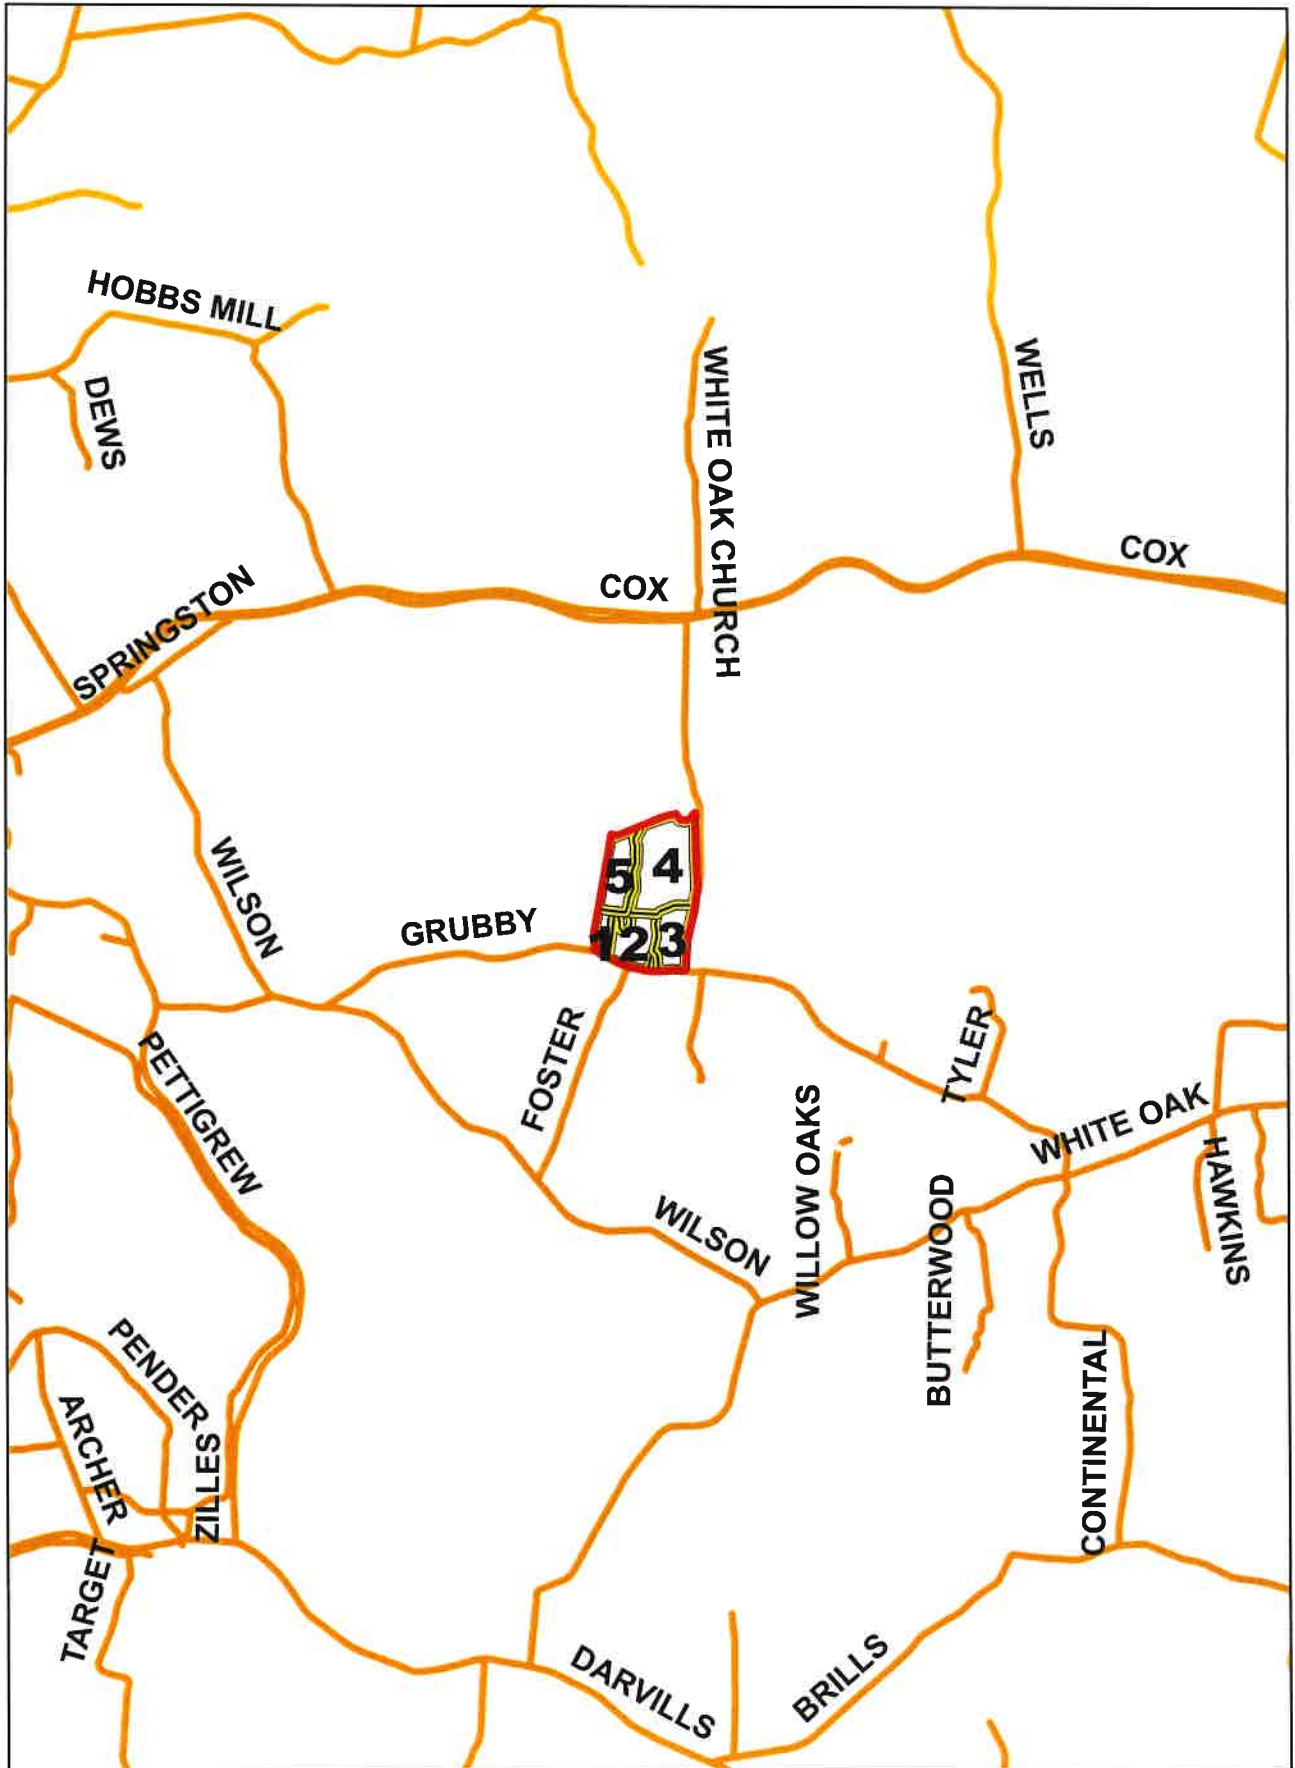 HOBBS MILL
DEWS
WHITE OAK CHURCH
WELLS
COX
COX
SPRINGSTON
WILSON
5
4
GRUBBY
1
2
3
FOSTER
TYLER
PETTIGREW
WHITE OAK
WILLOW OAKS
HAWKINS
WILSON
BUTTERWOOD
PENDER
CONTINENTAL
ARCHER
ZILLES
TARGET
DARVILLS
BRILLS